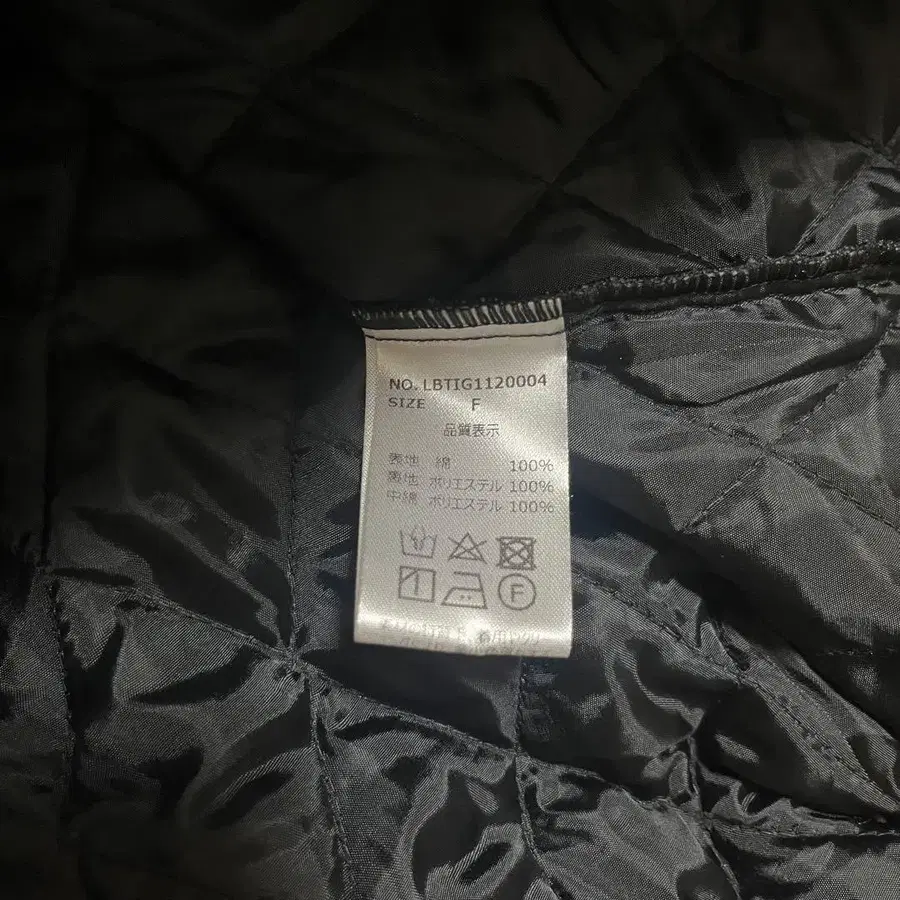 NO. LBTIG1120004
SIZE F
品質表示
表地 綿 100%
裏地 ポリエステル 100%
中綿 ポリエステル 100%
F